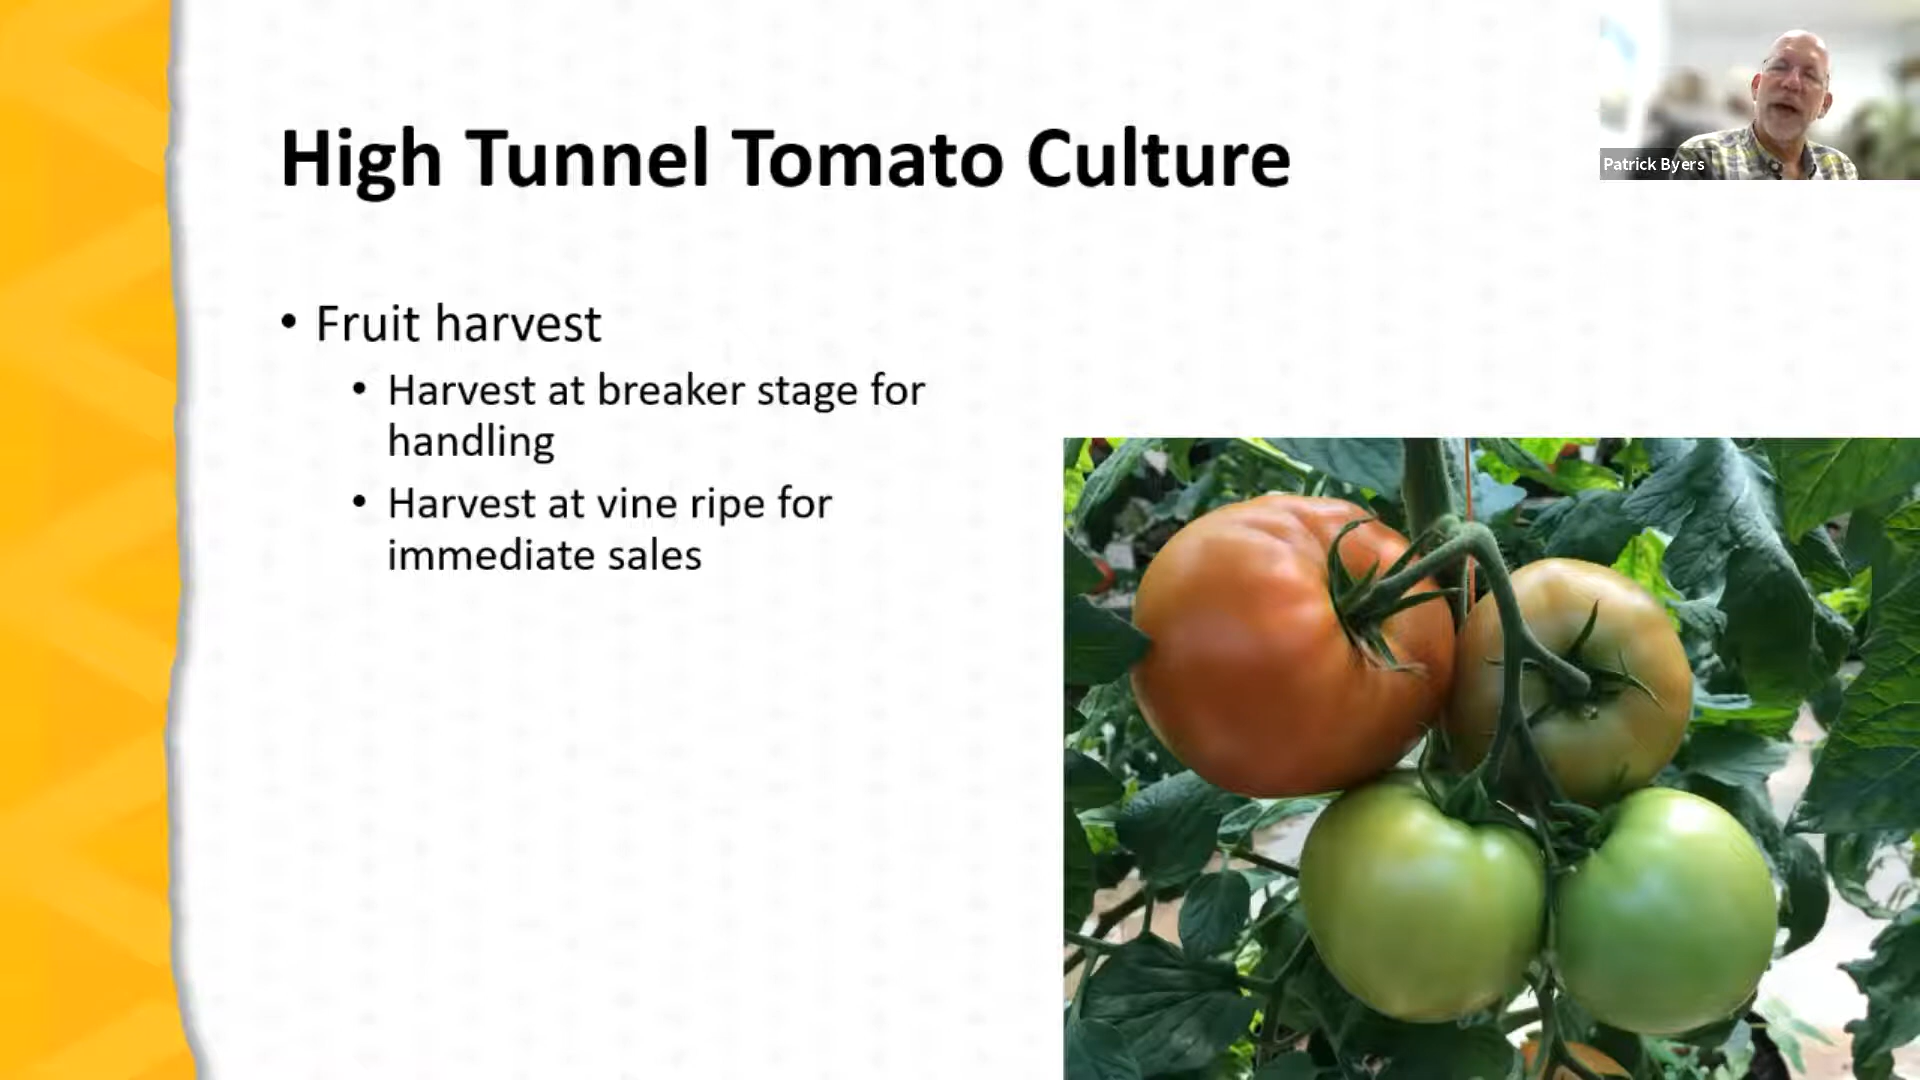 High Tunnel Tomato Culture
Patrick Byers
• Fruit harvest
• Harvest at breaker stage for
handling
• Harvest at vine ripe for
immediate sales